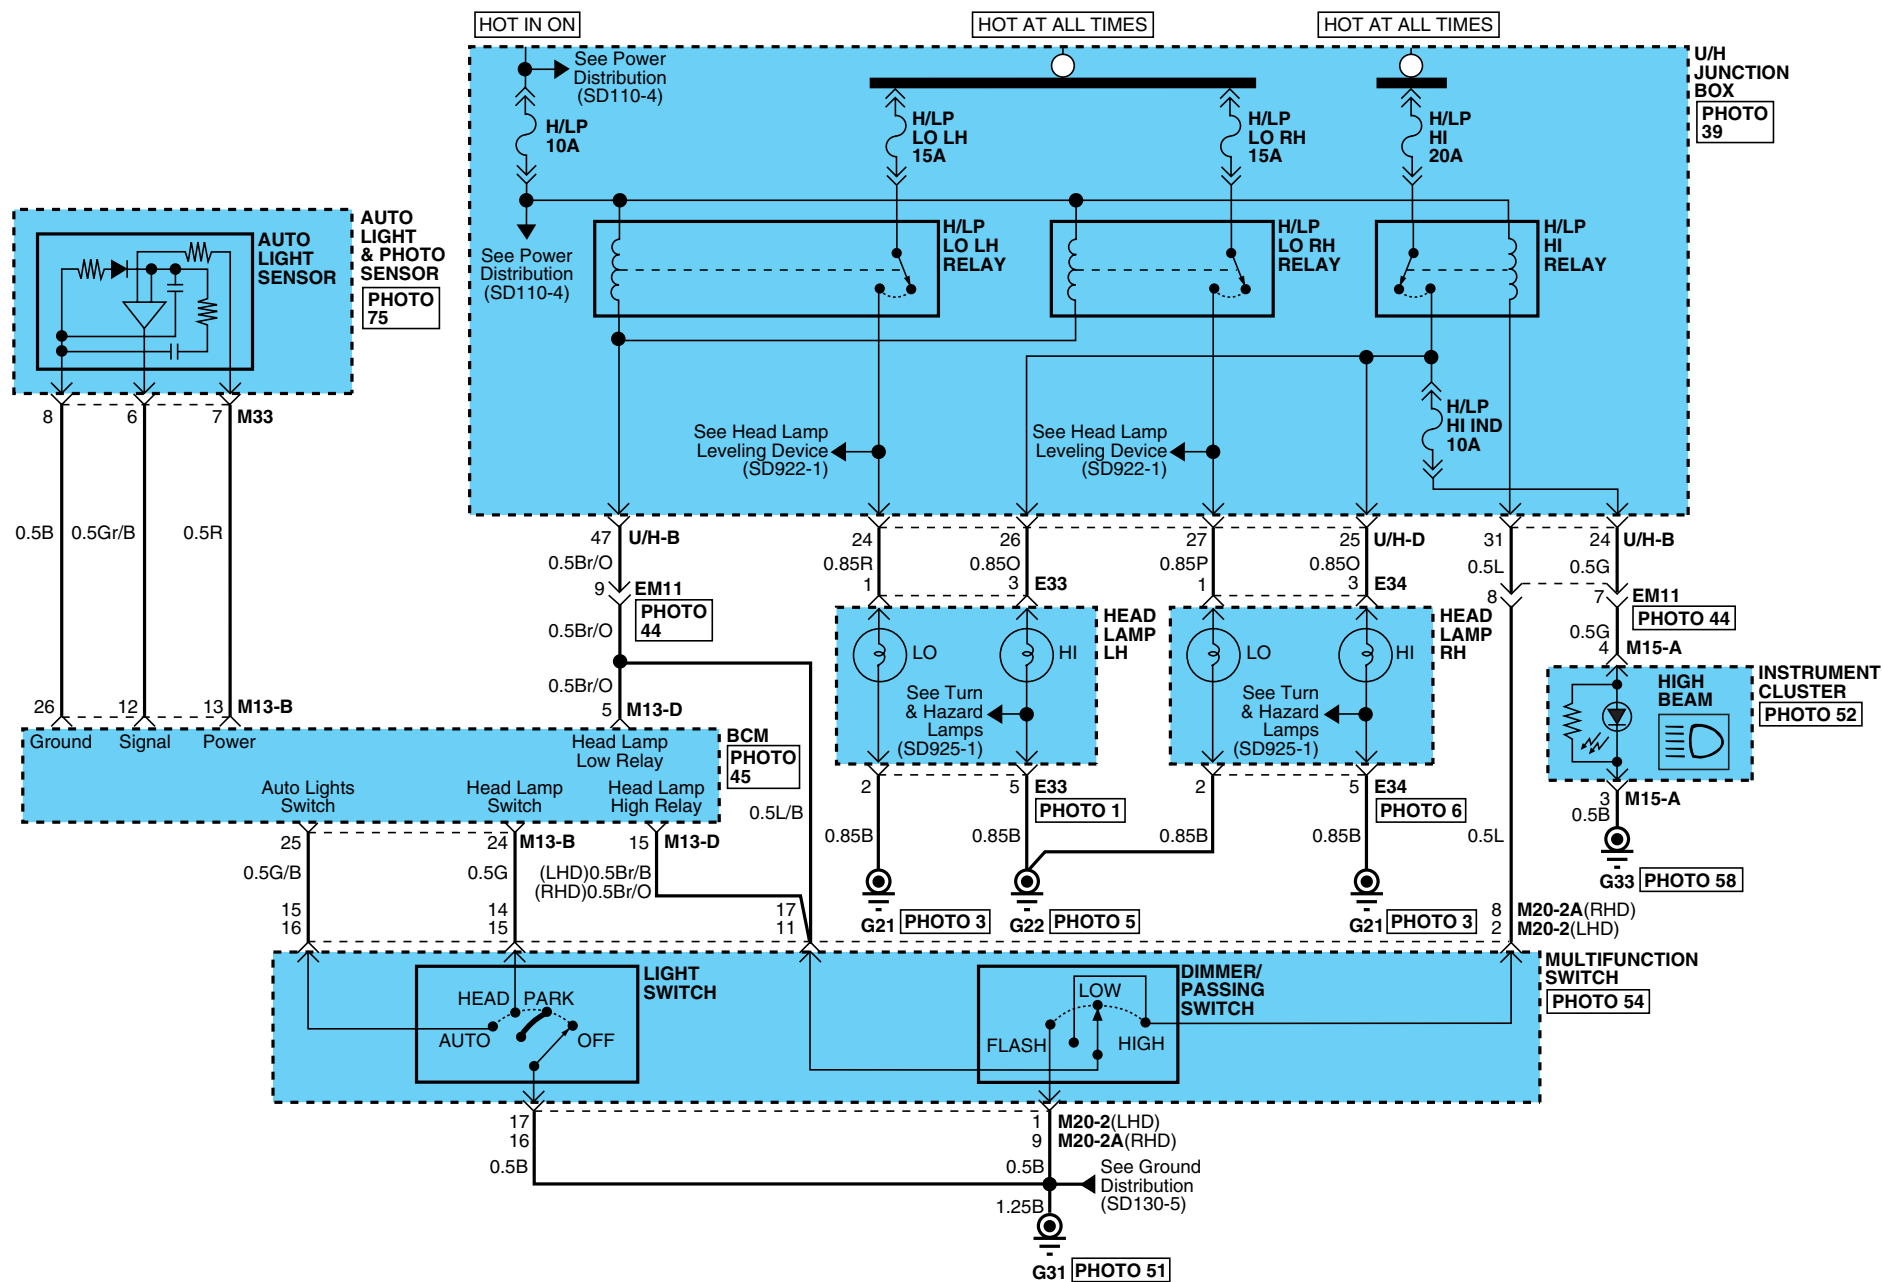 HOT IN ON
HOT AT ALL TIMES
HOT AT ALL TIMES
See Power
Distribution
(SD110-4)
H/LP
10A
H/LP
LO LH
15A
H/LP
LO RH
15A
H/LP
HI
20A
U/H
JUNCTION
BOX
PHOTO
39
See Power
Distribution
(SD110-4)
H/LP
LO LH
RELAY
H/LP
LO RH
RELAY
H/LP
HI
RELAY
AUTO
LIGHT
SENSOR
AUTO
LIGHT
& PHOTO
SENSOR
PHOTO
75
8
6
7
M33
See Head Lamp
Leveling Device
(SD922-1)
See Head Lamp
Leveling Device
(SD922-1)
H/LP
HI IND
10A
0.5B
0.5Gr/B
0.5R
47
U/H-B
24
26
27
25
U/H-D
31
24
U/H-B
0.5Br/O
0.85R
0.85O
0.85P
0.85O
0.5L
0.5G
9
EM11
PHOTO
44
1
3
E33
1
3
E34
8
7
EM11
PHOTO 44
0.5Br/O
HEAD
LAMP
LH
HEAD
LAMP
RH
0.5G
4
M15-A
LO
HI
LO
HI
See Turn
& Hazard
Lamps
(SD925-1)
See Turn
& Hazard
Lamps
(SD925-1)
HIGH
BEAM
INSTRUMENT
CLUSTER
PHOTO 52
0.5Br/O
26
12
13
M13-B
5
M13-D
Ground
Signal
Power
Head Lamp
Low Relay
BCM
PHOTO
45
Auto Lights
Switch
Head Lamp
Switch
Head Lamp
High Relay
2
5
E33
PHOTO 1
2
5
E34
PHOTO 6
3
M15-A
0.5B
0.5L/B
25
24
M13-B
15
M13-D
0.85B
0.85B
0.85B
0.85B
0.5L
0.5G/B
0.5G
(LHD)0.5Br/B
(RHD)0.5Br/O
G33
PHOTO 58
15
16
14
15
17
11
G21
PHOTO 3
G22
PHOTO 5
G21
PHOTO 3
8
M20-2A(RHD)
2
M20-2(LHD)
LIGHT
SWITCH
HEAD
PARK
AUTO
OFF
DIMMER/
PASSING
SWITCH
LOW
FLASH
HIGH
MULTIFUNCTION
SWITCH
PHOTO 54
17
16
1
M20-2(LHD)
9
M20-2A(RHD)
0.5B
0.5B
See Ground
Distribution
(SD130-5)
1.25B
G31
PHOTO 51